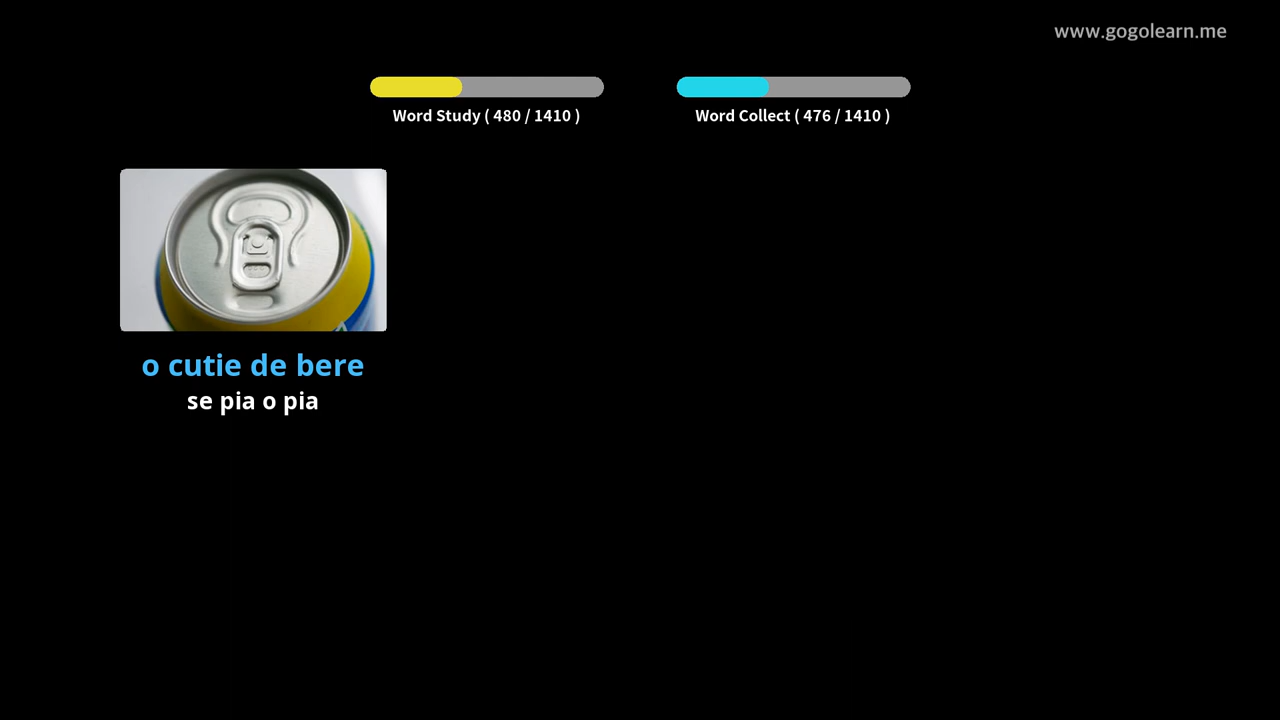 www.gogolearn.me
Word Study ( 480 / 1410 )
Word Collect ( 476 / 1410 )
o cutie de bere
se pia o pia